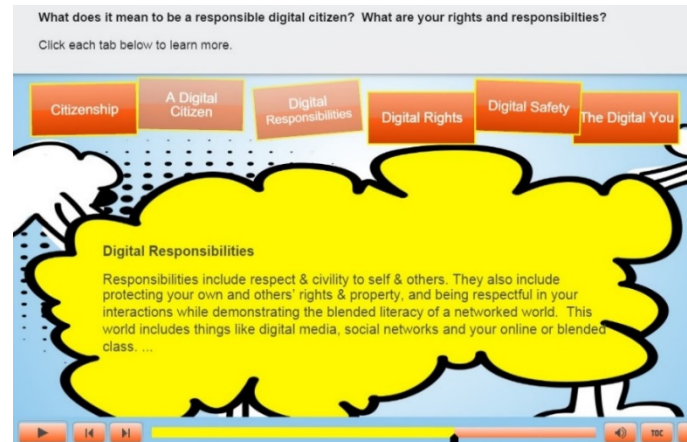 What does it mean to be a responsible digital citizen?  What are your rights and responsibilties?
Click each tab below to learn more.
Citizenship
A Digital
Citizen
Digital
Responsibilities
Digital Rights
Digital Safety
The Digital You
Digital Responsibilities
Responsibilities include respect & civility to self & others. They also include
protecting your own and others' rights & property, and being respectful in your
interactions while demonstrating the blended literacy of a networked world.  This
world includes things like digital media, social networks and your online or blended
class. ...
TOC